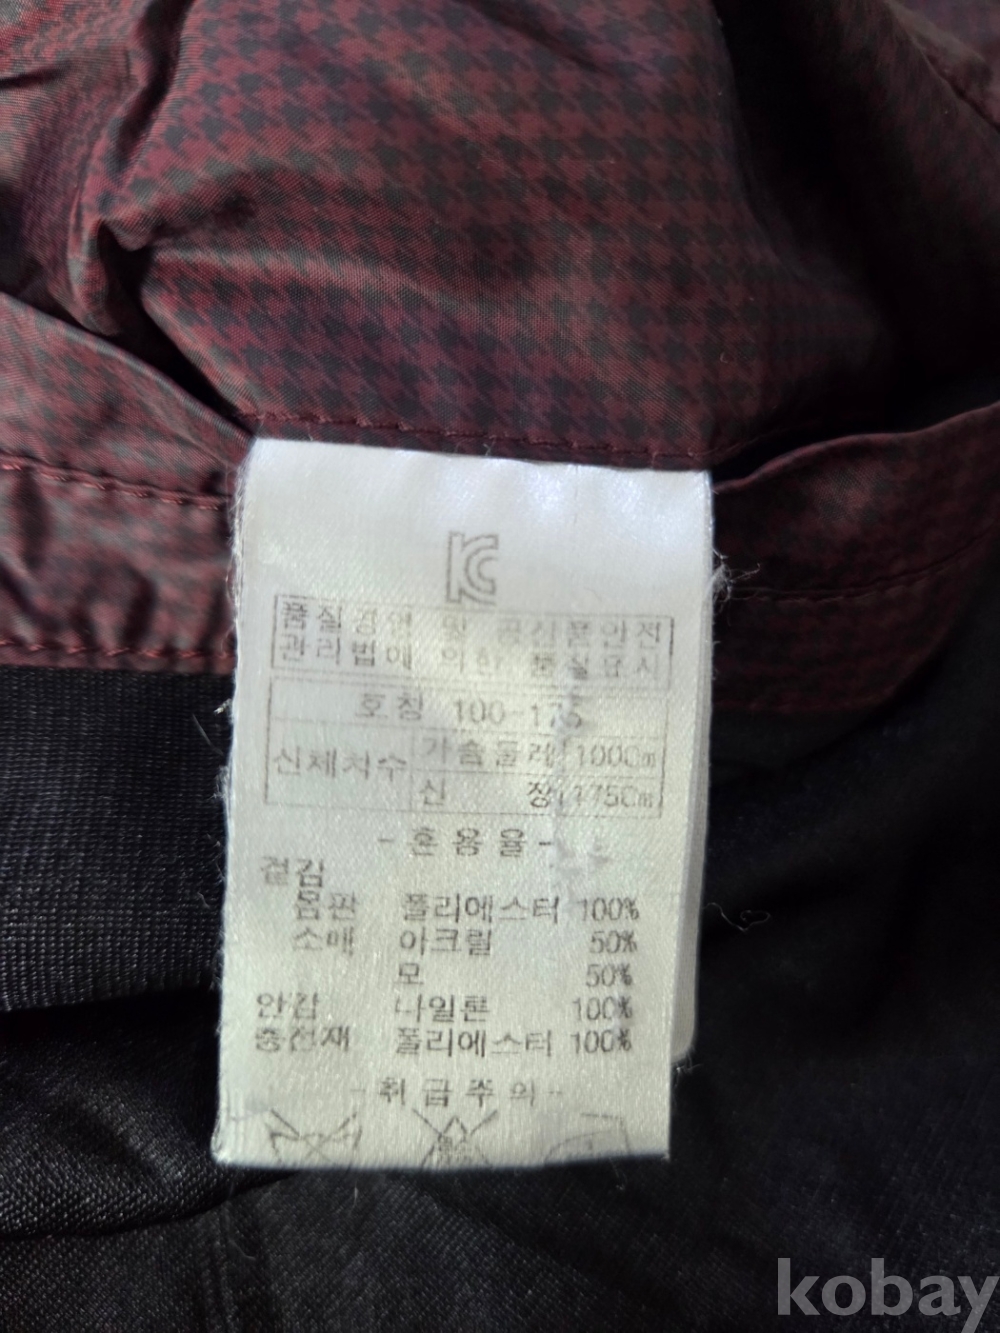 KC
품질경영 및 공산품안전
관리법에 의한 품질표시
호칭 100-175
신체치수 가슴둘레 100Cm
신 장 175Cm
- 혼 용 율 -
겉감
몸판 폴리에스터 100%
소매 아크릴 50%
모 50%
안감 나일론 100%
충전재 폴리에스터 100%
- 취 급 주 의 -
kobay